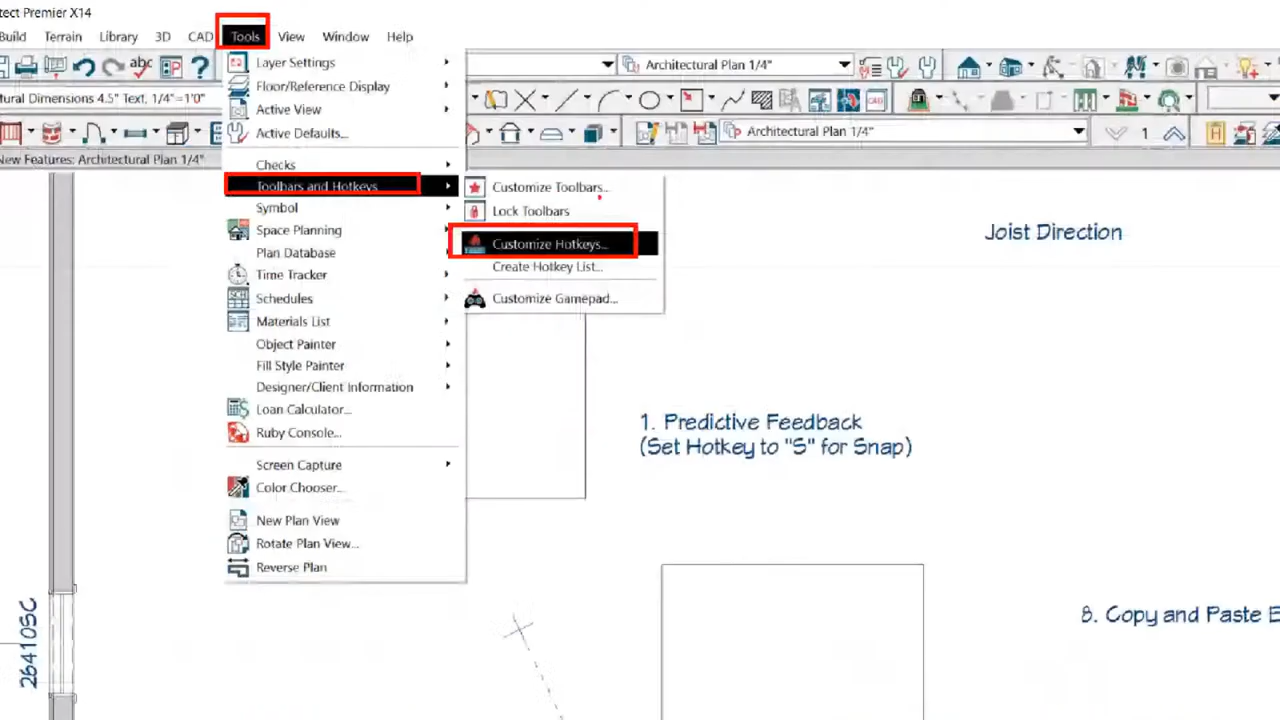 tect Premier X14
Build Terrain Library 3D CAD Tools View Window Help
abc
Architectural Plan 1/4"
tural Dimensions 4.5" Text, 1/4"=1'0"
CAD
Architectural Plan 1/4"
1
New Features: Architectural Plan 1/4"
Layer Settings
Floor/Reference Display
Active View
Active Defaults...
Checks
Toolbars and Hotkeys
Symbol
Space Planning
Plan Database
Time Tracker
Schedules
Materials List
Object Painter
Fill Style Painter
Designer/Client Information
Loan Calculator...
Ruby Console...
Screen Capture
Color Chooser...
New Plan View
Rotate Plan View...
Reverse Plan
Customize Toolbars...
Lock Toolbars
Customize Hotkeys...
Create Hotkey List...
Customize Gamepad...
Joist Direction
1. Predictive Feedback
(Set Hotkey to "S" for Snap)
8. Copy and Paste E
26410SC